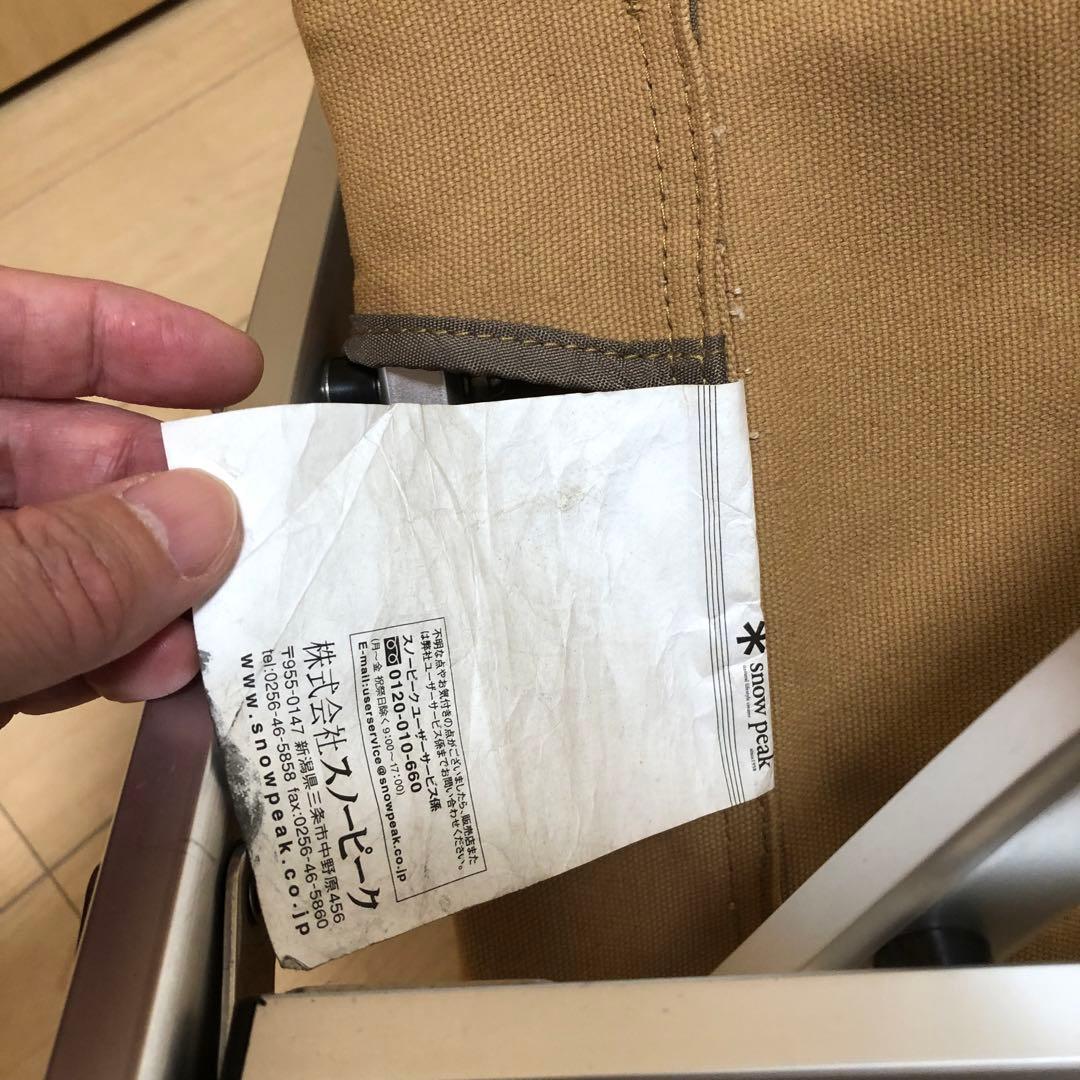 snow peak
不明な点やお気付きの点がございましたら、販売店また
は弊社ユーザーサービス係までお問い合わせください。
スノーピークユーザーサービス係
0120-010-660
(月～金 祝祭日除く9:00～17:00)
E-mail:userservice@snowpeak.co.jp
株式会社スノーピーク
〒955-0147 新潟県三条市中野原456
tel:0256-46-5858 fax:0256-46-5860
www.snowpeak.co.jp